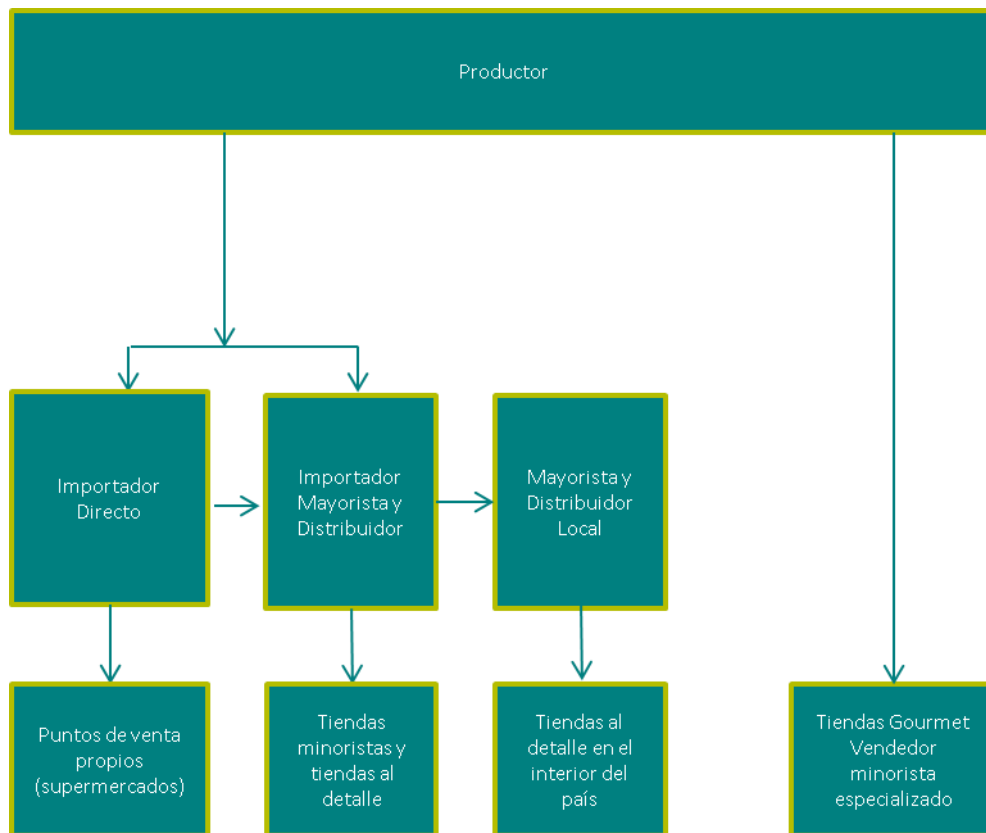 Productor
Importador
Directo
Importador
Mayorista y
Distribuidor
Mayorista y
Distribuidor
Local
Puntos de venta
propios
(supermercados)
Tiendas
minoristas y
tiendas al
detalle
Tiendas al
detalle en el
interior del
país
Tiendas Gourmet
Vendedor
minorista
especializado